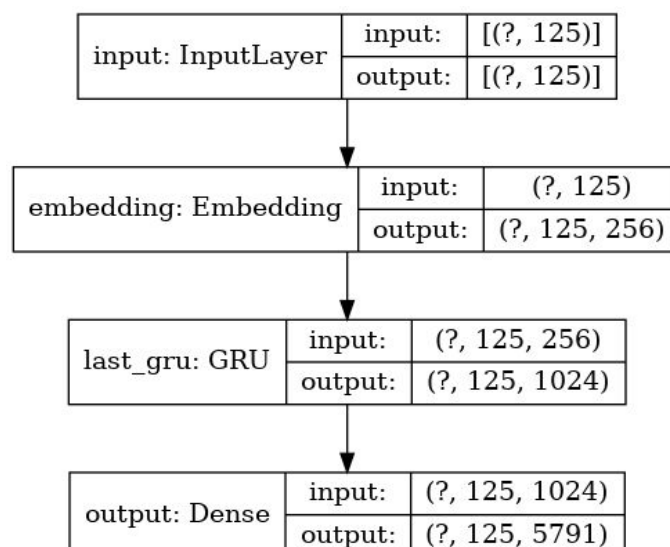 input: InputLayer
input: [(?, 125)]
output: [(?, 125)]
embedding: Embedding
input: (?, 125)
output: (?, 125, 256)
last_gru: GRU
input: (?, 125, 256)
output: (?, 125, 1024)
output: Dense
input: (?, 125, 1024)
output: (?, 125, 5791)